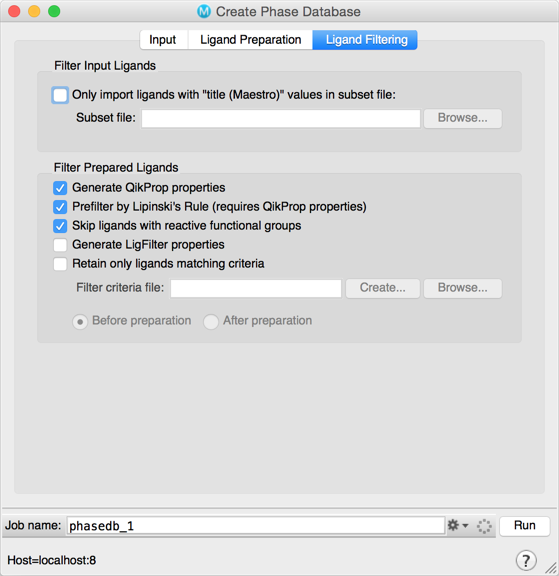 M Create Phase Database
Input Ligand Preparation Ligand Filtering
Filter Input Ligands
Only import ligands with "title (Maestro)" values in subset file:
Subset file: Browse...
Filter Prepared Ligands
Generate QikProp properties
Prefilter by Lipinski's Rule (requires QikProp properties)
Skip ligands with reactive functional groups
Generate LigFilter properties
Retain only ligands matching criteria
Filter criteria file: Create... Browse...
Before preparation After preparation
Job name: phasedb_1 Run
Host=localhost:8 ?